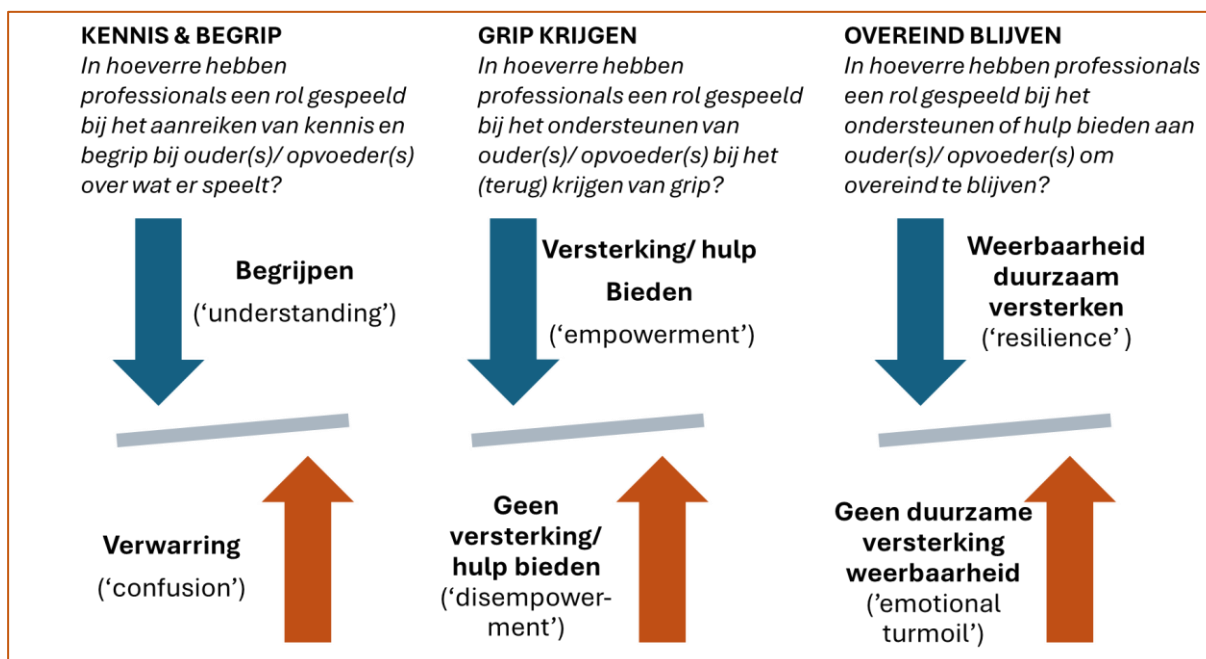 KENNIS & BEGRIP
In hoeverre hebben
professionals een rol gespeeld
bij het aanreiken van kennis en
begrip bij ouder(s)/ opvoeder(s)
over wat er speelt?
Begrijpen
(‘understanding’)
Verwarring
(‘confusion’)
GRIP KRIJGEN
In hoeverre hebben
professionals een rol gespeeld
bij het ondersteunen van
ouder(s)/ opvoeder(s) bij het
(terug) krijgen van grip?
Versterking/ hulp
Bieden
(‘empowerment’)
Geen
versterking/
hulp bieden
(‘disempower-
ment’)
OVEREIND BLIJVEN
In hoeverre hebben professionals
een rol gespeeld bij het
ondersteunen of hulp bieden aan
ouder(s)/ opvoeder(s) om
overeind te blijven?
Weerbaarheid
duurzaam
versterken
(‘resilience’ )
Geen duurzame
versterking
weerbaarheid
(’emotional
turmoil’)